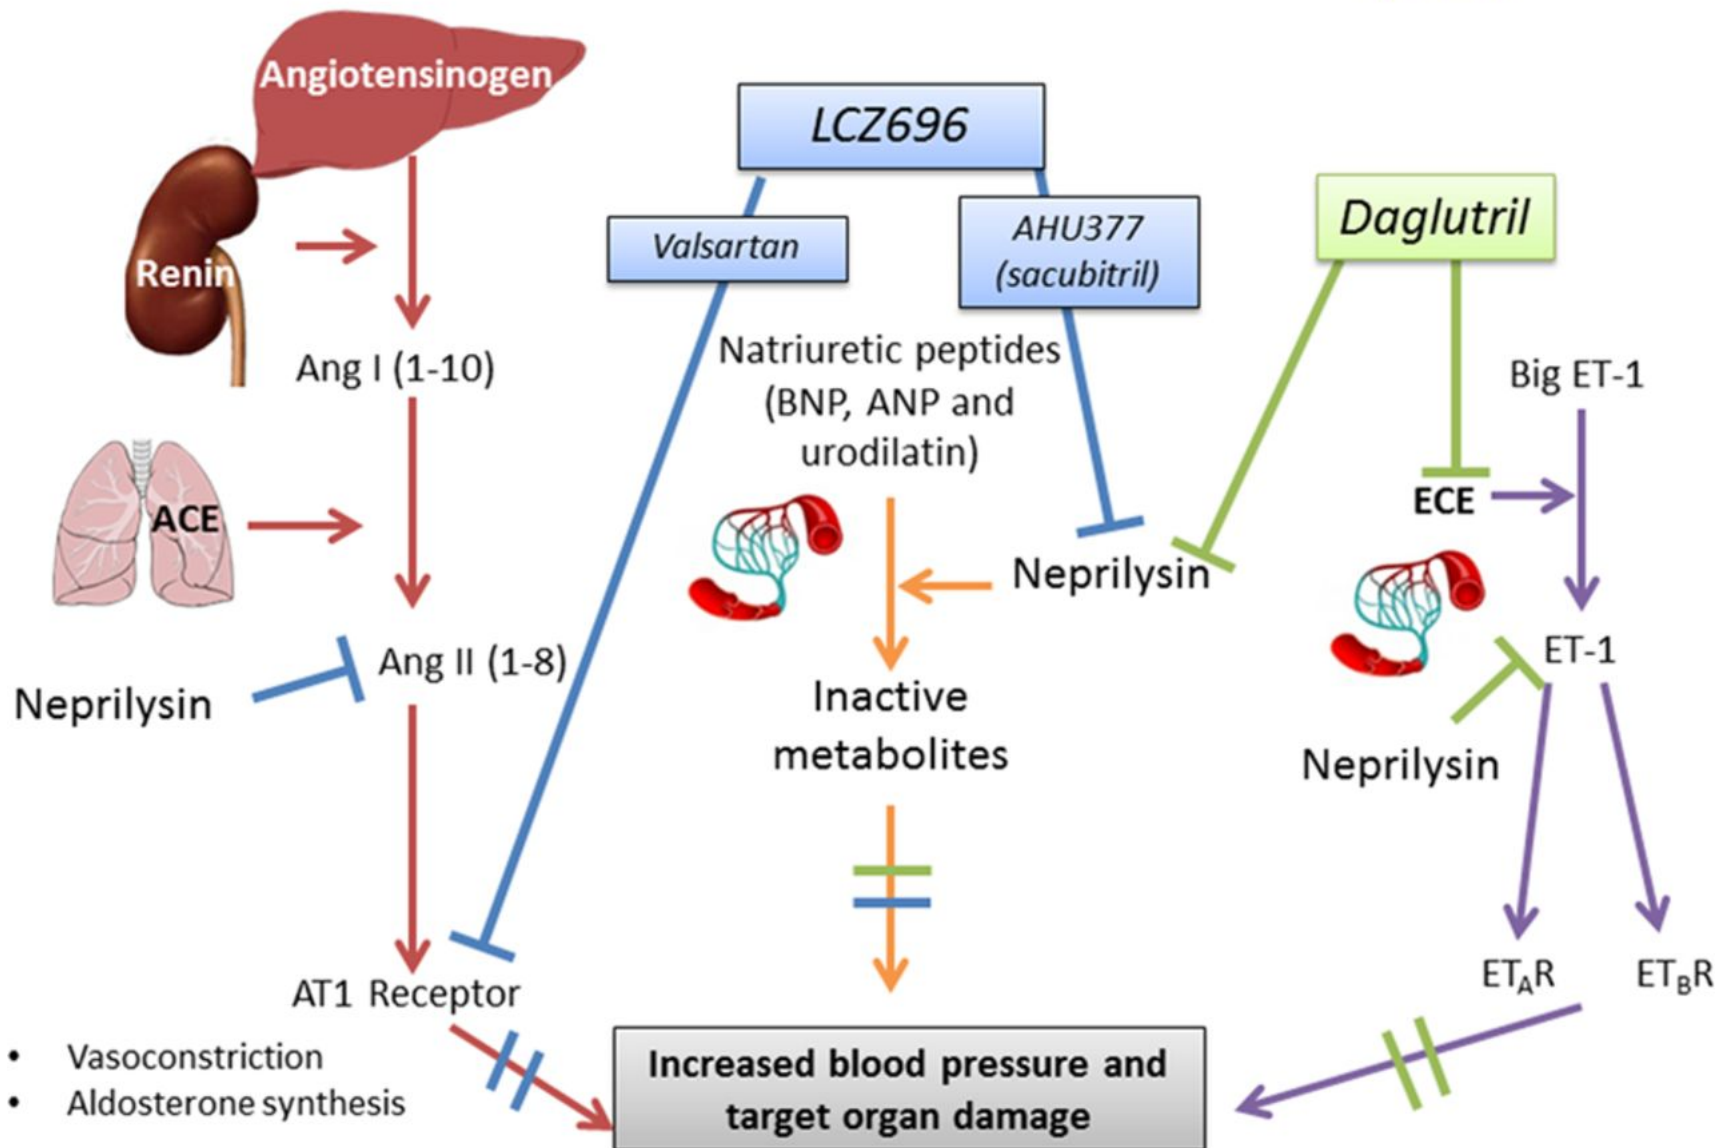 Angiotensinogen
Renin
Ang I (1-10)
ACE
Ang II (1-8)
Neprilysin
AT1 Receptor
• Vasoconstriction
• Aldosterone synthesis
LCZ696
Valsartan
AHU377
(sacubitril)
Natriuretic peptides
(BNP, ANP and
urodilatin)
Neprilysin
Inactive
metabolites
Daglutril
Big ET-1
ECE
ET-1
Neprilysin
ETAR
ETBR
Increased blood pressure and
target organ damage